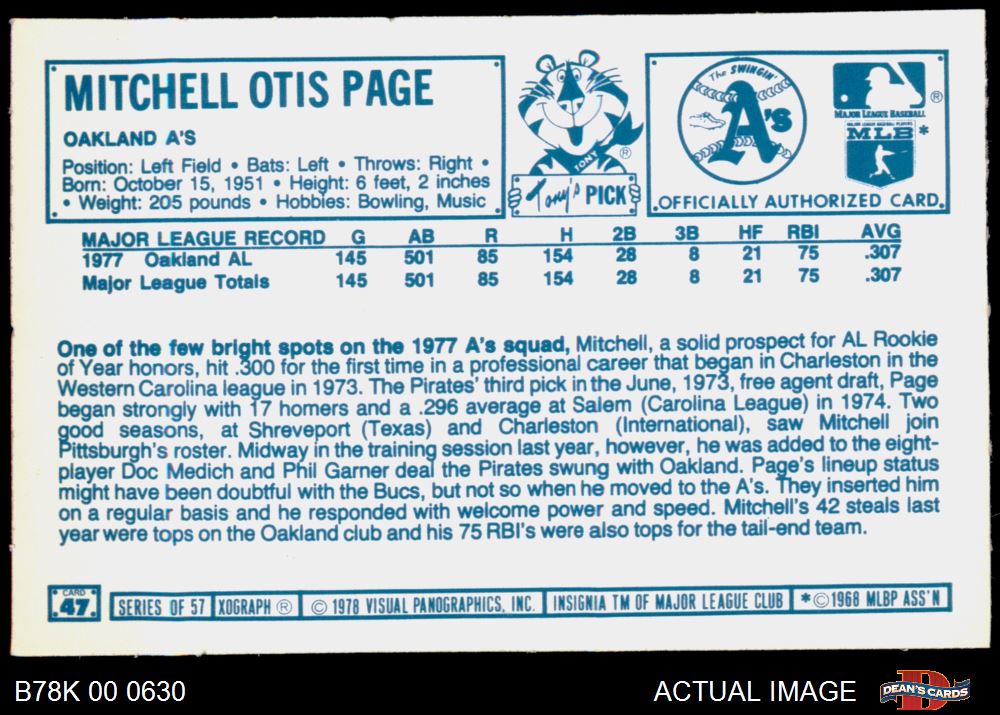 MITCHELL OTIS PAGE
OAKLAND A'S
Position: Left Field • Bats: Left • Throws: Right •
Born: October 15, 1951 • Height: 6 feet, 2 inches
• Weight: 205 pounds • Hobbies: Bowling, Music
TONY
®
Tony's PICK
The SWINGIN'
A's
®
MAJOR LEAGUE BASEBALL
MAJOR LEAGUE BASEBALL PLAYERS
MLB *
OFFICIALLY AUTHORIZED CARD
MAJOR LEAGUE RECORD G AB R H 2B 3B HF RBI AVG
1977 Oakland AL 145 501 85 154 28 8 21 75 .307
Major League Totals 145 501 85 154 28 8 21 75 .307
One of the few bright spots on the 1977 A's squad, Mitchell, a solid prospect for AL Rookie
of Year honors, hit .300 for the first time in a professional career that began in Charleston in the
Western Carolina league in 1973. The Pirates' third pick in the June, 1973, free agent draft, Page
began strongly with 17 homers and a .296 average at Salem (Carolina League) in 1974. Two
good seasons, at Shreveport (Texas) and Charleston (International), saw Mitchell join
Pittsburgh's roster. Midway in the training session last year, however, he was added to the eight-
player Doc Medich and Phil Garner deal the Pirates swung with Oakland. Page's lineup status
might have been doubtful with the Bucs, but not so when he moved to the A's. They inserted him
on a regular basis and he responded with welcome power and speed. Mitchell's 42 steals last
year were tops on the Oakland club and his 75 RBI's were also tops for the tail-end team.
CARD
47
SERIES OF 57 XOGRAPH ® © 1978 VISUAL PANOGRAPHICS, INC. INSIGNIA TM OF MAJOR LEAGUE CLUB *©1968 MLBP ASS'N
B78K 00 0630
ACTUAL IMAGE
DEAN'S CARDS